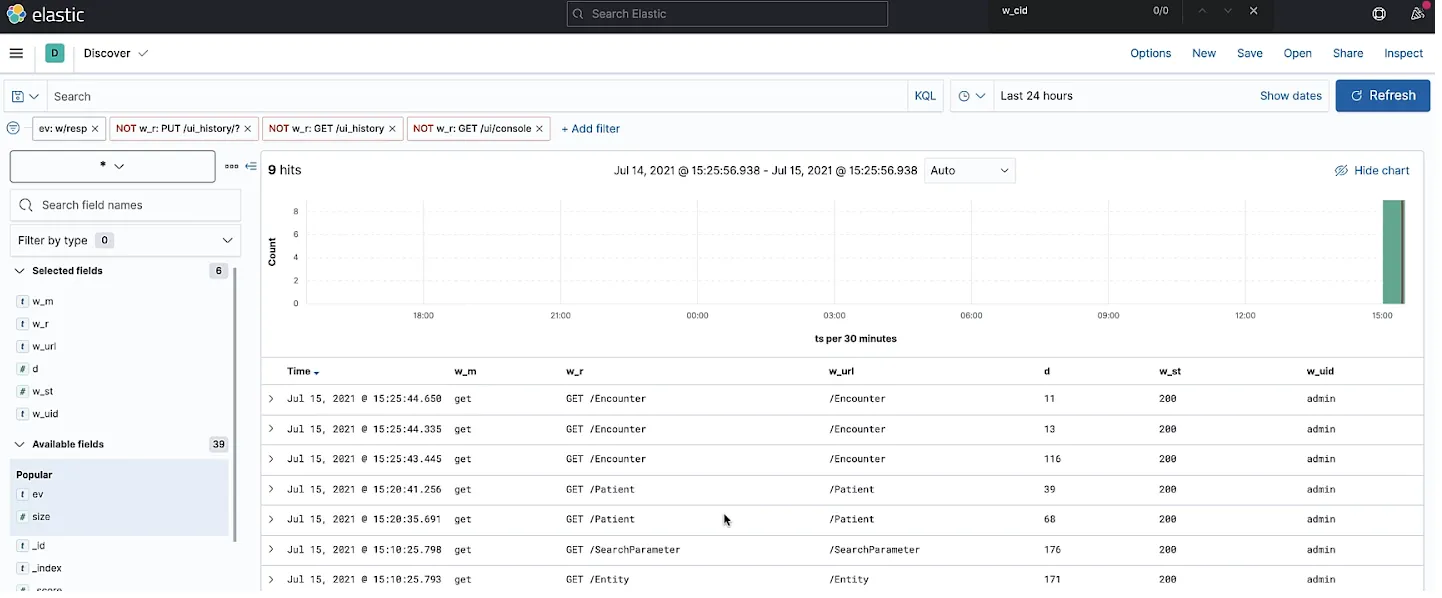 elastic Search Elastic w_cid 0/0
D Discover Options New Save Open Share Inspect
Search KQL Last 24 hours Show dates Refresh
ev: w/resp × NOT w_r: PUT /ui_history/? × NOT w_r: GET /ui_history × NOT w_r: GET /ui/console × + Add filter
*
9 hits Jul 14, 2021 @ 15:25:56.938 - Jul 15, 2021 @ 15:25:56.938 Auto Hide chart
Search field names
Filter by type 0
Selected fields 6
t w_m
t w_r
t w_url
# d
# w_st
t w_uid
Available fields 39
Popular
t ev
# size
t _id
t _index
# _score
Count
8
6
4
2
0
18:00 21:00 00:00 03:00 06:00 09:00 12:00 15:00
ts per 30 minutes
Time w_m w_r w_url d w_st w_uid
Jul 15, 2021 @ 15:25:44.650 get GET /Encounter /Encounter 11 200 admin
Jul 15, 2021 @ 15:25:44.335 get GET /Encounter /Encounter 13 200 admin
Jul 15, 2021 @ 15:25:43.445 get GET /Encounter /Encounter 116 200 admin
Jul 15, 2021 @ 15:20:41.256 get GET /Patient /Patient 39 200 admin
Jul 15, 2021 @ 15:20:35.691 get GET /Patient /Patient 68 200 admin
Jul 15, 2021 @ 15:10:25.798 get GET /SearchParameter /SearchParameter 176 200 admin
Jul 15, 2021 @ 15:10:25.793 get GET /Entity /Entity 171 200 admin